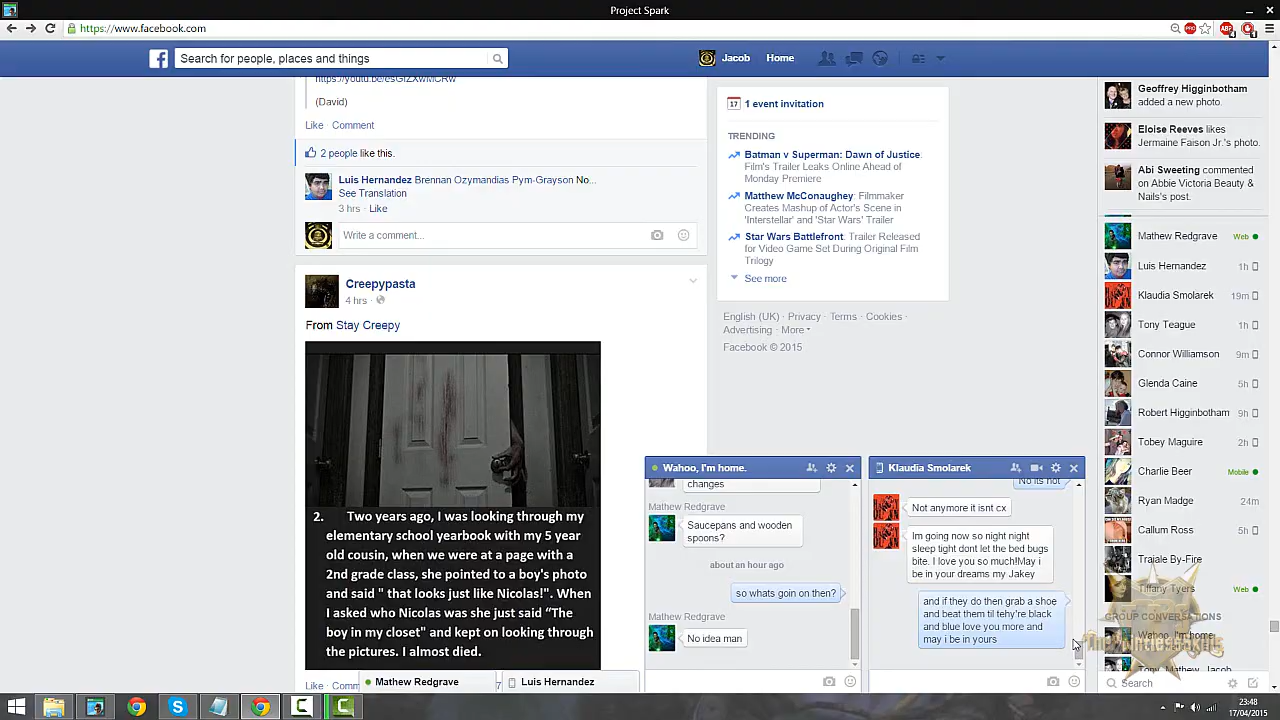 Project Spark
https://www.facebook.com
Search for people, places and things
Jacob
Home
(David)
Like · Comment
2 people like this.
Luis Hernandez Brennan Ozymandias Pym-Grayson No...
See Translation
3 hrs · Like
Write a comment...
Creepypasta
4 hrs ·
From Stay Creepy
2. Two years ago, I was looking through my
elementary school yearbook with my 5 year
old cousin, when we were at a page with a
2nd grade class, she pointed to a boy's photo
and said " that looks just like Nicolas!". When
I asked who Nicolas was she just said “The
boy in my closet" and kept on looking through
the pictures. I almost died.
Like · Comm
17
1 event invitation
TRENDING
Batman v Superman: Dawn of Justice:
Film's Trailer Leaks Online Ahead of
Monday Premiere
Matthew McConaughey: Filmmaker
Creates Mashup of Actor's Scene in
'Interstellar' and 'Star Wars' Trailer
Star Wars Battlefront: Trailer Released
for Video Game Set During Original Film
Trilogy
See more
English (UK) · Privacy · Terms · Cookies ·
Advertising · More
Facebook © 2015
Wahoo, I'm home.
changes
Mathew Redgrave
Saucepans and wooden
spoons?
about an hour ago
so whats goin on then?
Mathew Redgrave
No idea man
Klaudia Smolarek
No its not
Not anymore it isnt cx
Im going now so night night
sleep tight dont let the bed bugs
bite. I love you so much!May i
be in your dreams my Jakey
and if they do then grab a shoe
and beat them til tehy're black
and blue love you more and
may i be in yours
Mathew Redgrave
Luis Hernandez
Geoffrey Higginbotham
added a new photo.
Eloise Reeves likes
Jermaine Faison Jr.'s photo.
Abi Sweeting commented
on Abbie Victoria Beauty &
Nails's post.
Mathew Redgrave Web
Luis Hernandez 1h
Klaudia Smolarek 19m
Tony Teague 1h
Connor Williamson 9m
Glenda Caine 5h
Robert Higginbotham 9h
Tobey Maguire 2h
Charlie Beer Mobile
Ryan Madge 24m
Callum Ross 5h
Trajale By-Fire
Tiffany Tyers Web
GROUP CONVERSATIONS
Wahoo, I'm home.
Tony, Mathew, Jacob
Search
23:48
17/04/2015